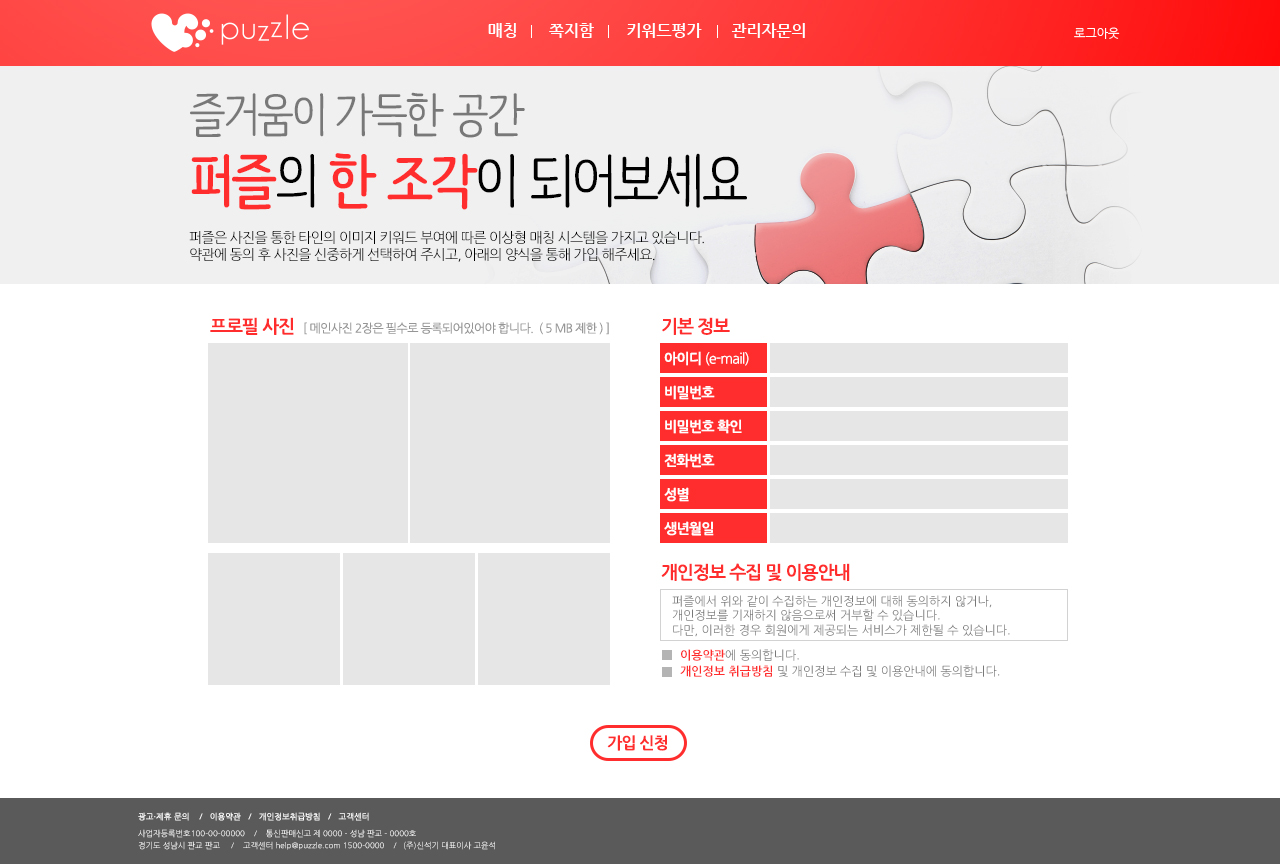 puzzle
매칭 | 쪽지함 | 키워드평가 | 관리자문의
로그아웃
즐거움이 가득한 공간
퍼즐의 한 조각이 되어보세요
퍼즐은 사진을 통한 타인의 이미지 키워드 부여에 따른 이상형 매칭 시스템을 가지고 있습니다.
약관에 동의 후 사진을 신중하게 선택하여 주시고, 아래의 양식을 통해 가입 해주세요.
프로필 사진 [ 메인사진 2장은 필수로 등록되어있어야 합니다. ( 5 MB 제한 ) ]
기본 정보
아이디 (e-mail)
비밀번호
비밀번호 확인
전화번호
성별
생년월일
개인정보 수집 및 이용안내
퍼즐에서 위와 같이 수집하는 개인정보에 대해 동의하지 않거나,
개인정보를 기재하지 않음으로써 거부할 수 있습니다.
다만, 이러한 경우 회원에게 제공되는 서비스가 제한될 수 있습니다.
이용약관에 동의합니다.
개인정보 취급방침 및 개인정보 수집 및 이용안내에 동의합니다.
가입 신청
광고·제휴 문의 / 이용약관 / 개인정보취급방침 / 고객센터
사업자등록번호100-00-00000 / 통신판매신고 제 0000 - 성남 판교 - 0000호
경기도 성남시 판교 판교 / 고객센터 help@puzzle.com 1500-0000 / (주)신석기 대표이사 고윤석